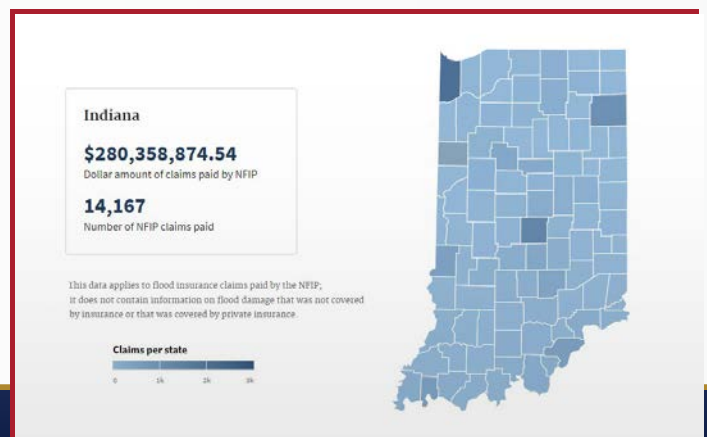 Indiana
$280,358,874.54
Dollar amount of claims paid by NFIP
14,167
Number of NFIP claims paid
This data applies to flood insurance claims paid by the NFIP;
it does not contain information on flood damage that was not covered
by insurance or that was covered by private insurance.
Claims per state
0 1k 2k 3k